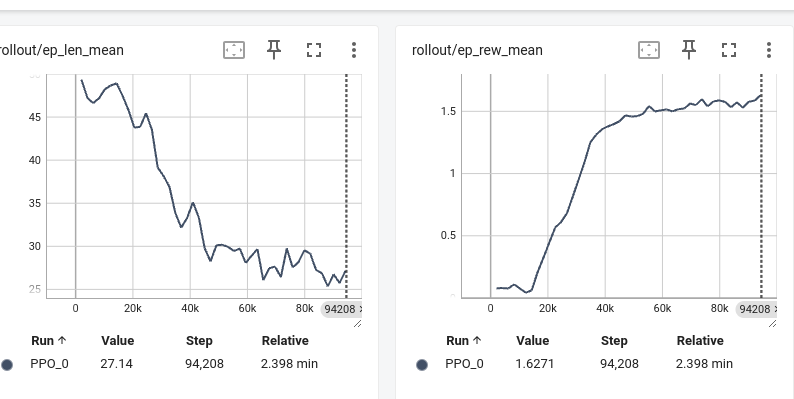 rollout/ep_len_mean
45
40
35
30
25
0
20k
40k
60k
80k
94208
Run ↑ Value Step Relative
PPO_0 27.14 94,208 2.398 min
rollout/ep_rew_mean
1.5
1
0.5
0
20k
40k
60k
80k
94208
Run ↑ Value Step Relative
PPO_0 1.6271 94,208 2.398 min